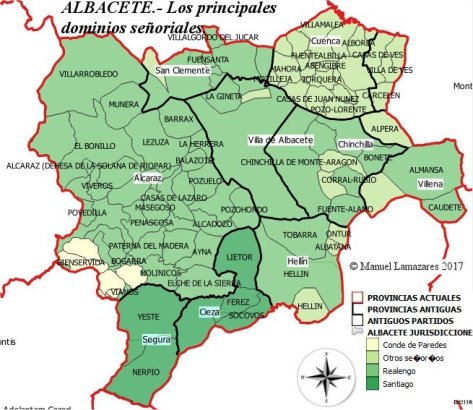 ALBACETE.- Los principales
dominios señoriales
VILLALGORDO DEL JUCAR
VILLAMALEA
Cuenca
ALBOREA
FUENSANTA
San Clemente
FUENTEALBILLA
CASAS DE VES
VILLARROBLEDO
MAHORA
ABENGIBRE
VILLA DE VES
MOTILLEJA
JORQUERA
Mont
MUNERA
LA GINETA
CASAS DE JUAN NUNEZ
CARCELEN
POZO-LORENTE
BARRAX
ALPERA
EL BONILLO
LEZUZA
LA HERRERA
Villa de Albacete
Chinchilla
ALCARAZ (DEHESA DE LA SOLANA DE RIOPAR)
BALAZOTE
CHINCHILLA DE MONTE-ARAGON
BONETE
ALMANSA
Alcaraz
VIVEROS
POZUELO
CORRAL-RUBIO
Villena
CASAS DE LAZARO
MASEGOSO
POVEDILLA
POZOHONDO
FUENTE-ALAMO
CAUDETE
PEÑASCOSA
ALCADOZO
TOBARRA
ONTUR
PATERNA DEL MADERA
AYNA
ALBATANA
BIENSERVIDA
BOGARRA
LIETOR
Hellín
MOLINICOS
HELLIN
© Manuel Lamazares 2017
VIANOS
ELCHE DE LA SIERRA
PROVINCIAS ACTUALES
PROVINCIAS ANTIGUAS
FEREZ
HELLIN
ANTIGUOS PARTIDOS
YESTE
Cieza
SOCOVOS
ALBACETE JURISDICCIONE
Conde de Paredes
Segura
Otros se�or�os
Realengo
NERPIO
Santiago
N
antis
Adelantam Cazorl